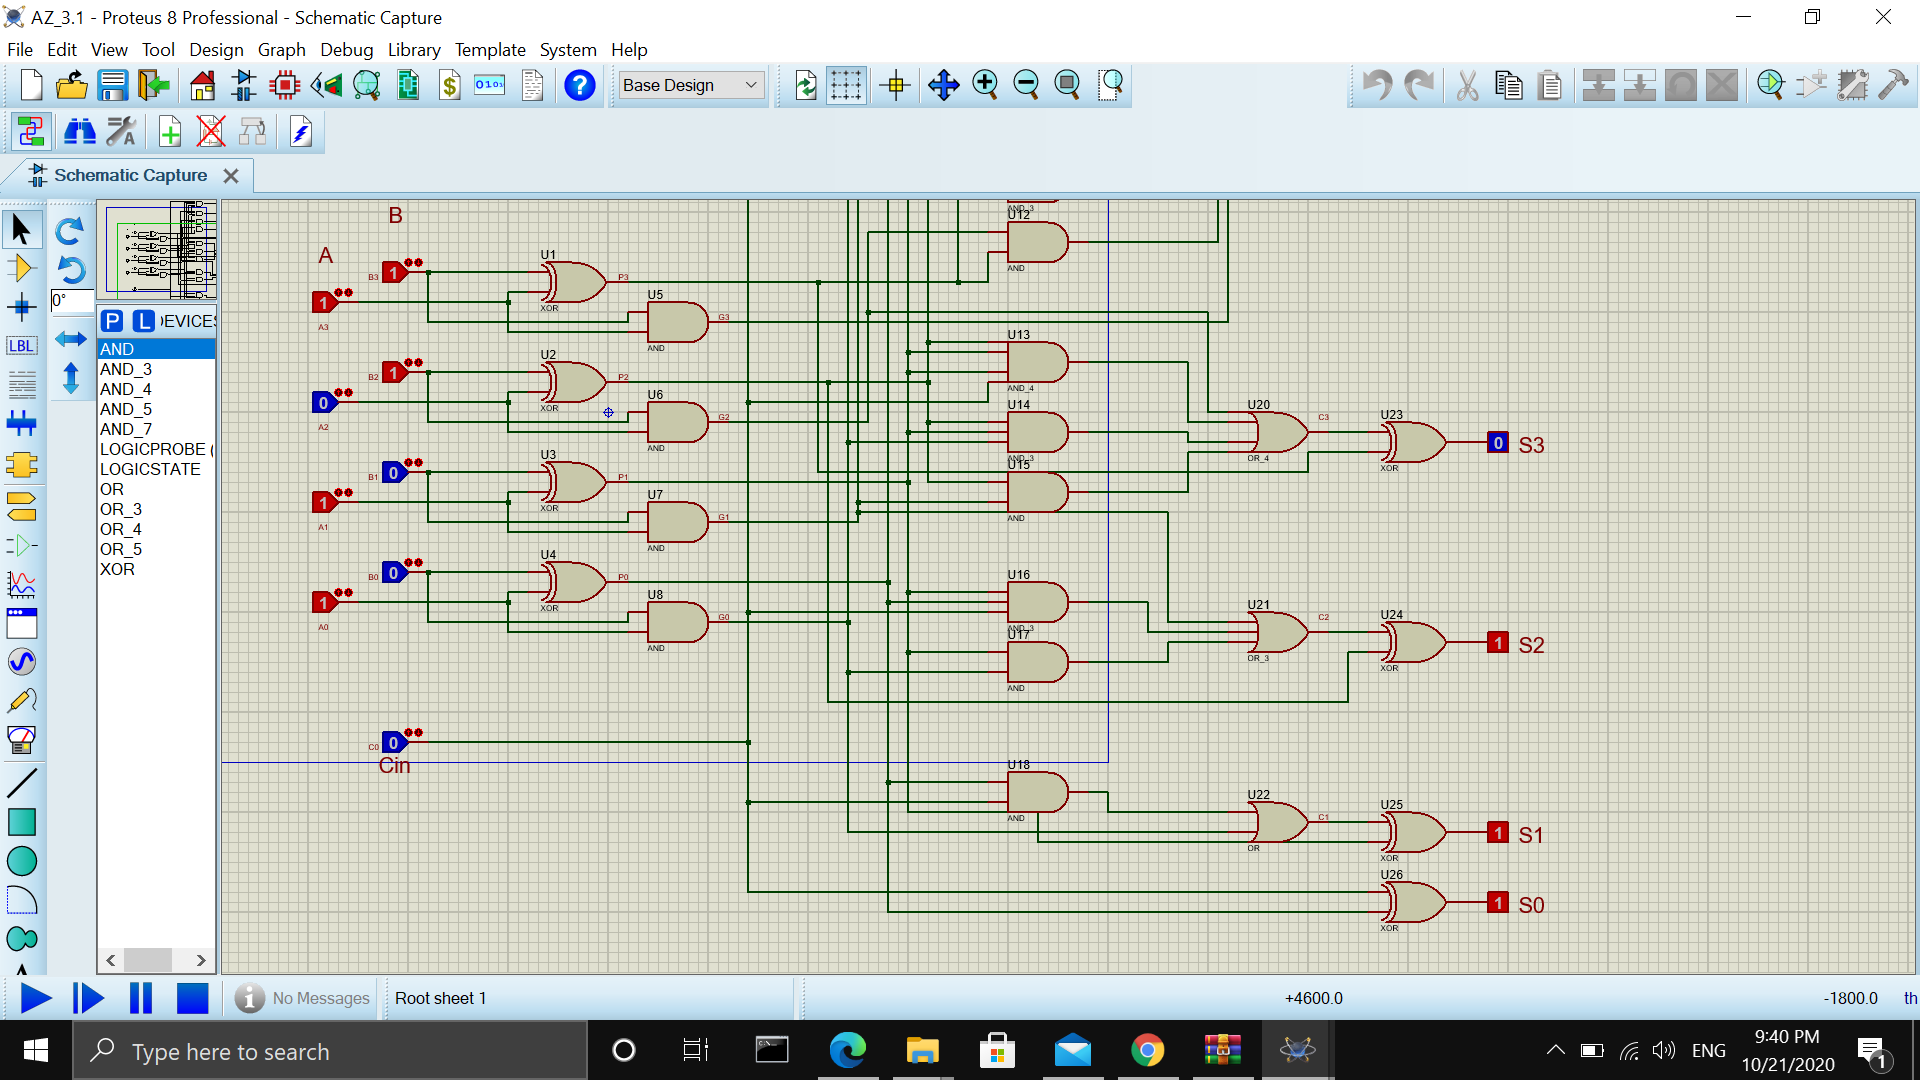 AZ_3.1 - Proteus 8 Professional - Schematic Capture
File Edit View Tool Design Graph Debug Library Template System Help
Base Design
Schematic Capture
0°
P L DEVICES
LBL
AND
AND_3
AND_4
AND_5
AND_7
LOGICPROBE (
LOGICSTATE
OR
OR_3
OR_4
OR_5
XOR
B
A
B3 1
1
A3
U1
XOR
P3
U5
AND
G3
B2 1
0
A2
U2
XOR
P2
U6
AND
G2
B1 0
1
A1
U3
XOR
P1
U7
AND
G1
B0 0
1
A0
U4
XOR
P0
U8
AND
G0
C0 0
Cin
AND_3
U12
AND
U13
AND_4
U14
AND_3
U15
AND
U16
AND_3
U17
AND
U18
AND
U20
OR_4
C3
U23
XOR
0 S3
U21
OR_3
C2
U24
XOR
1 S2
U22
OR
C1
U25
XOR
1 S1
U26
XOR
1 S0
No Messages
Root sheet 1
+4600.0
-1800.0
th
Type here to search
ENG
9:40 PM
10/21/2020
1